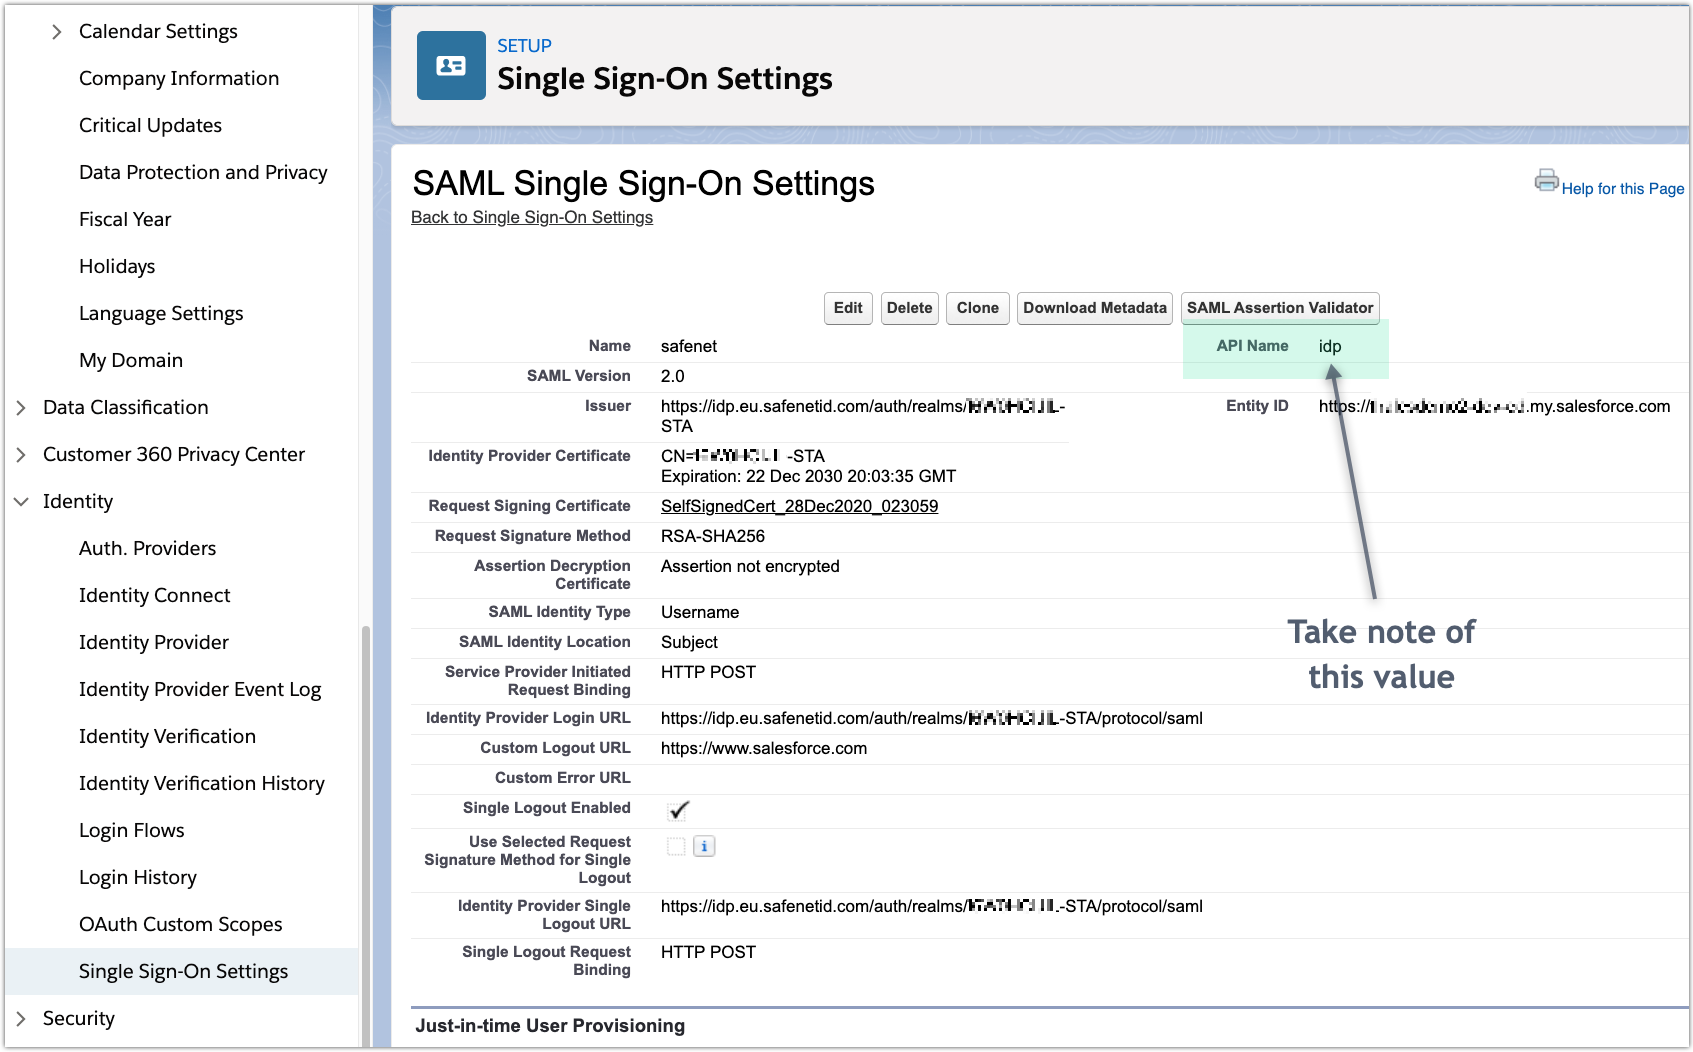 Calendar Settings
Company Information
Critical Updates
Data Protection and Privacy
Fiscal Year
Holidays
Language Settings
My Domain
Data Classification
Customer 360 Privacy Center
Identity
Auth. Providers
Identity Connect
Identity Provider
Identity Provider Event Log
Identity Verification
Identity Verification History
Login Flows
Login History
OAuth Custom Scopes
Single Sign-On Settings
Security
SETUP
Single Sign-On Settings
SAML Single Sign-On Settings
Back to Single Sign-On Settings
Help for this Page
Edit Delete Clone Download Metadata SAML Assertion Validator
Name safenet API Name idp
SAML Version 2.0
Issuer https://idp.eu.safenetid.com/auth/realms/ -
STA
Entity ID https:// .my.salesforce.com
Identity Provider Certificate CN= -STA
Expiration: 22 Dec 2030 20:03:35 GMT
Request Signing Certificate SelfSignedCert_28Dec2020_023059
Request Signature Method RSA-SHA256
Assertion Decryption
Certificate
Assertion not encrypted
SAML Identity Type Username
SAML Identity Location Subject
Service Provider Initiated
Request Binding
HTTP POST
Take note of
this value
Identity Provider Login URL https://idp.eu.safenetid.com/auth/realms/ -STA/protocol/saml
Custom Logout URL https://www.salesforce.com
Custom Error URL
Single Logout Enabled
Use Selected Request
Signature Method for Single
Logout
i
Identity Provider Single
Logout URL
https://idp.eu.safenetid.com/auth/realms/ -STA/protocol/saml
Single Logout Request
Binding
HTTP POST
Just-in-time User Provisioning